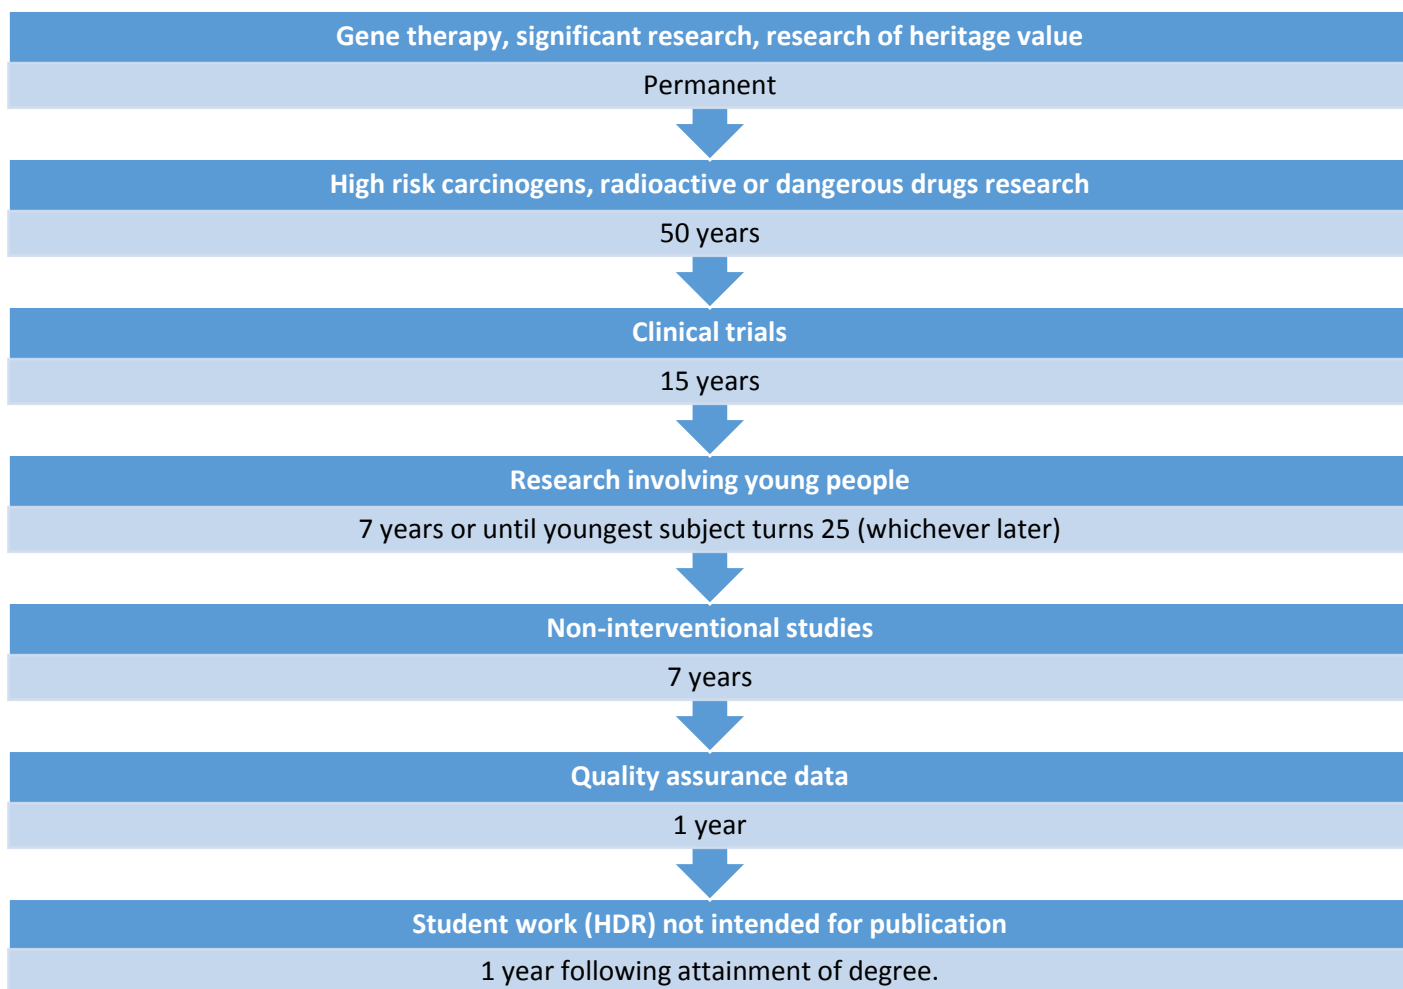 Gene therapy, significant research, research of heritage value
Permanent
High risk carcinogens, radioactive or dangerous drugs research
50 years
Clinical trials
15 years
Research involving young people
7 years or until youngest subject turns 25 (whichever later)
Non-interventional studies
7 years
Quality assurance data
1 year
Student work (HDR) not intended for publication
1 year following attainment of degree.